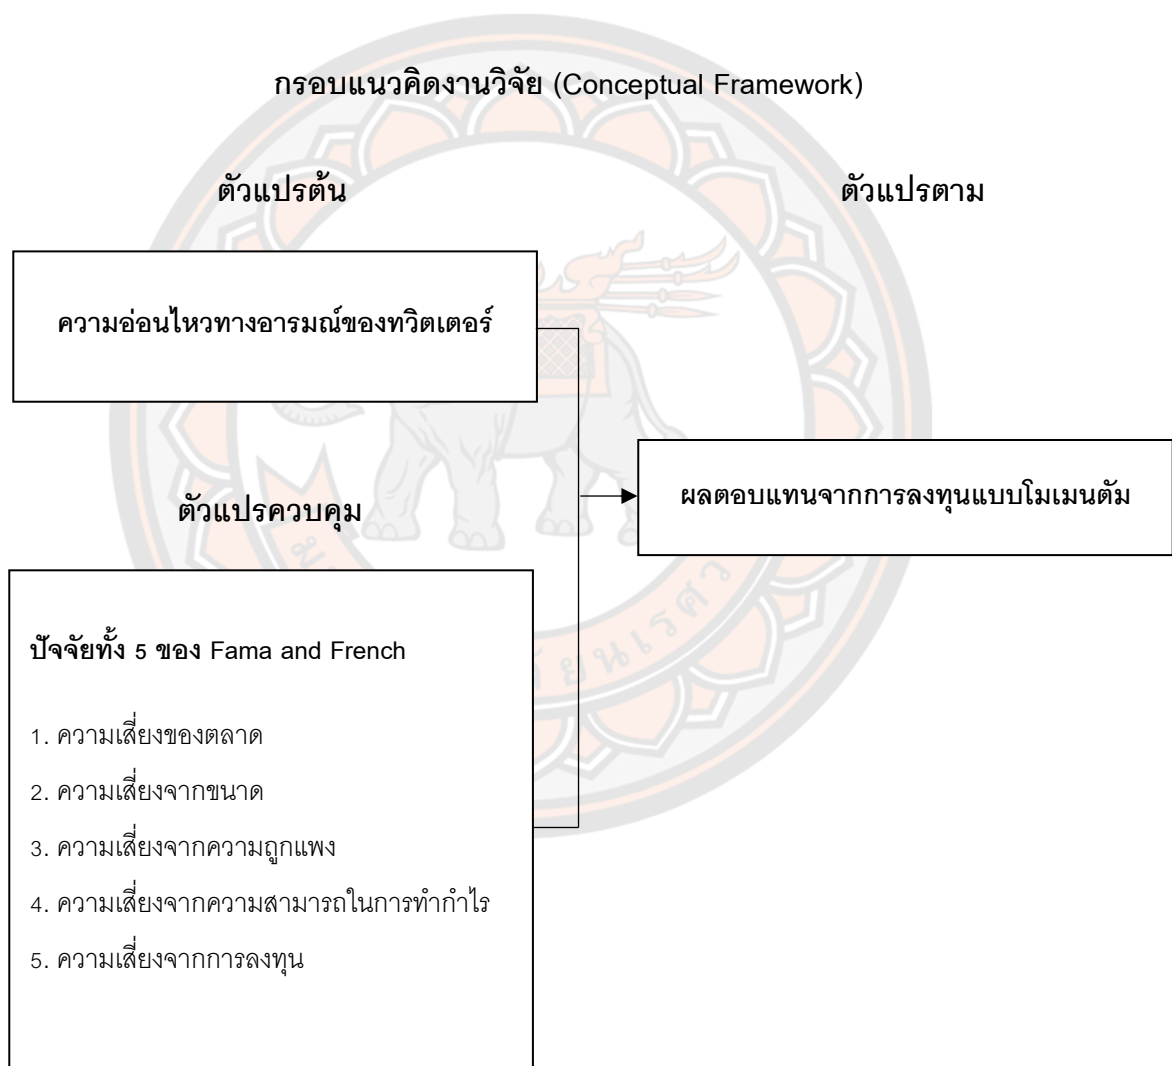 กรอบแนวคิดงานวิจัย (Conceptual Framework)
ตัวแปรต้น
ตัวแปรตาม
ความอ่อนไหวทางอารมณ์ของทวิตเตอร์
ผลตอบแทนจากการลงทุนแบบโมเมนตัม
ตัวแปรควบคุม
ปัจจัยทั้ง 5 ของ Fama and French
1. ความเสี่ยงของตลาด
2. ความเสี่ยงจากขนาด
3. ความเสี่ยงจากความถูกแพง
4. ความเสี่ยงจากความสามารถในการทำกำไร
5. ความเสี่ยงจากการลงทุน